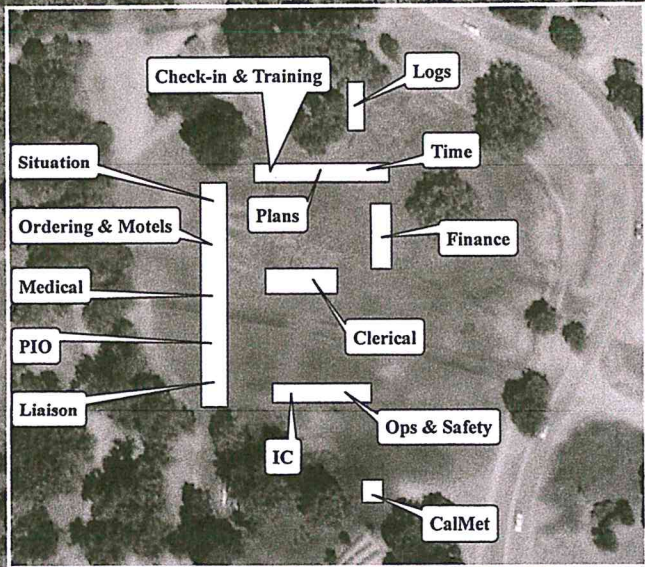 Check-in & Training
Logs
Situation
Time
Plans
Ordering & Motels
Finance
Medical
Clerical
PIO
Liaison
Ops & Safety
IC
CalMet